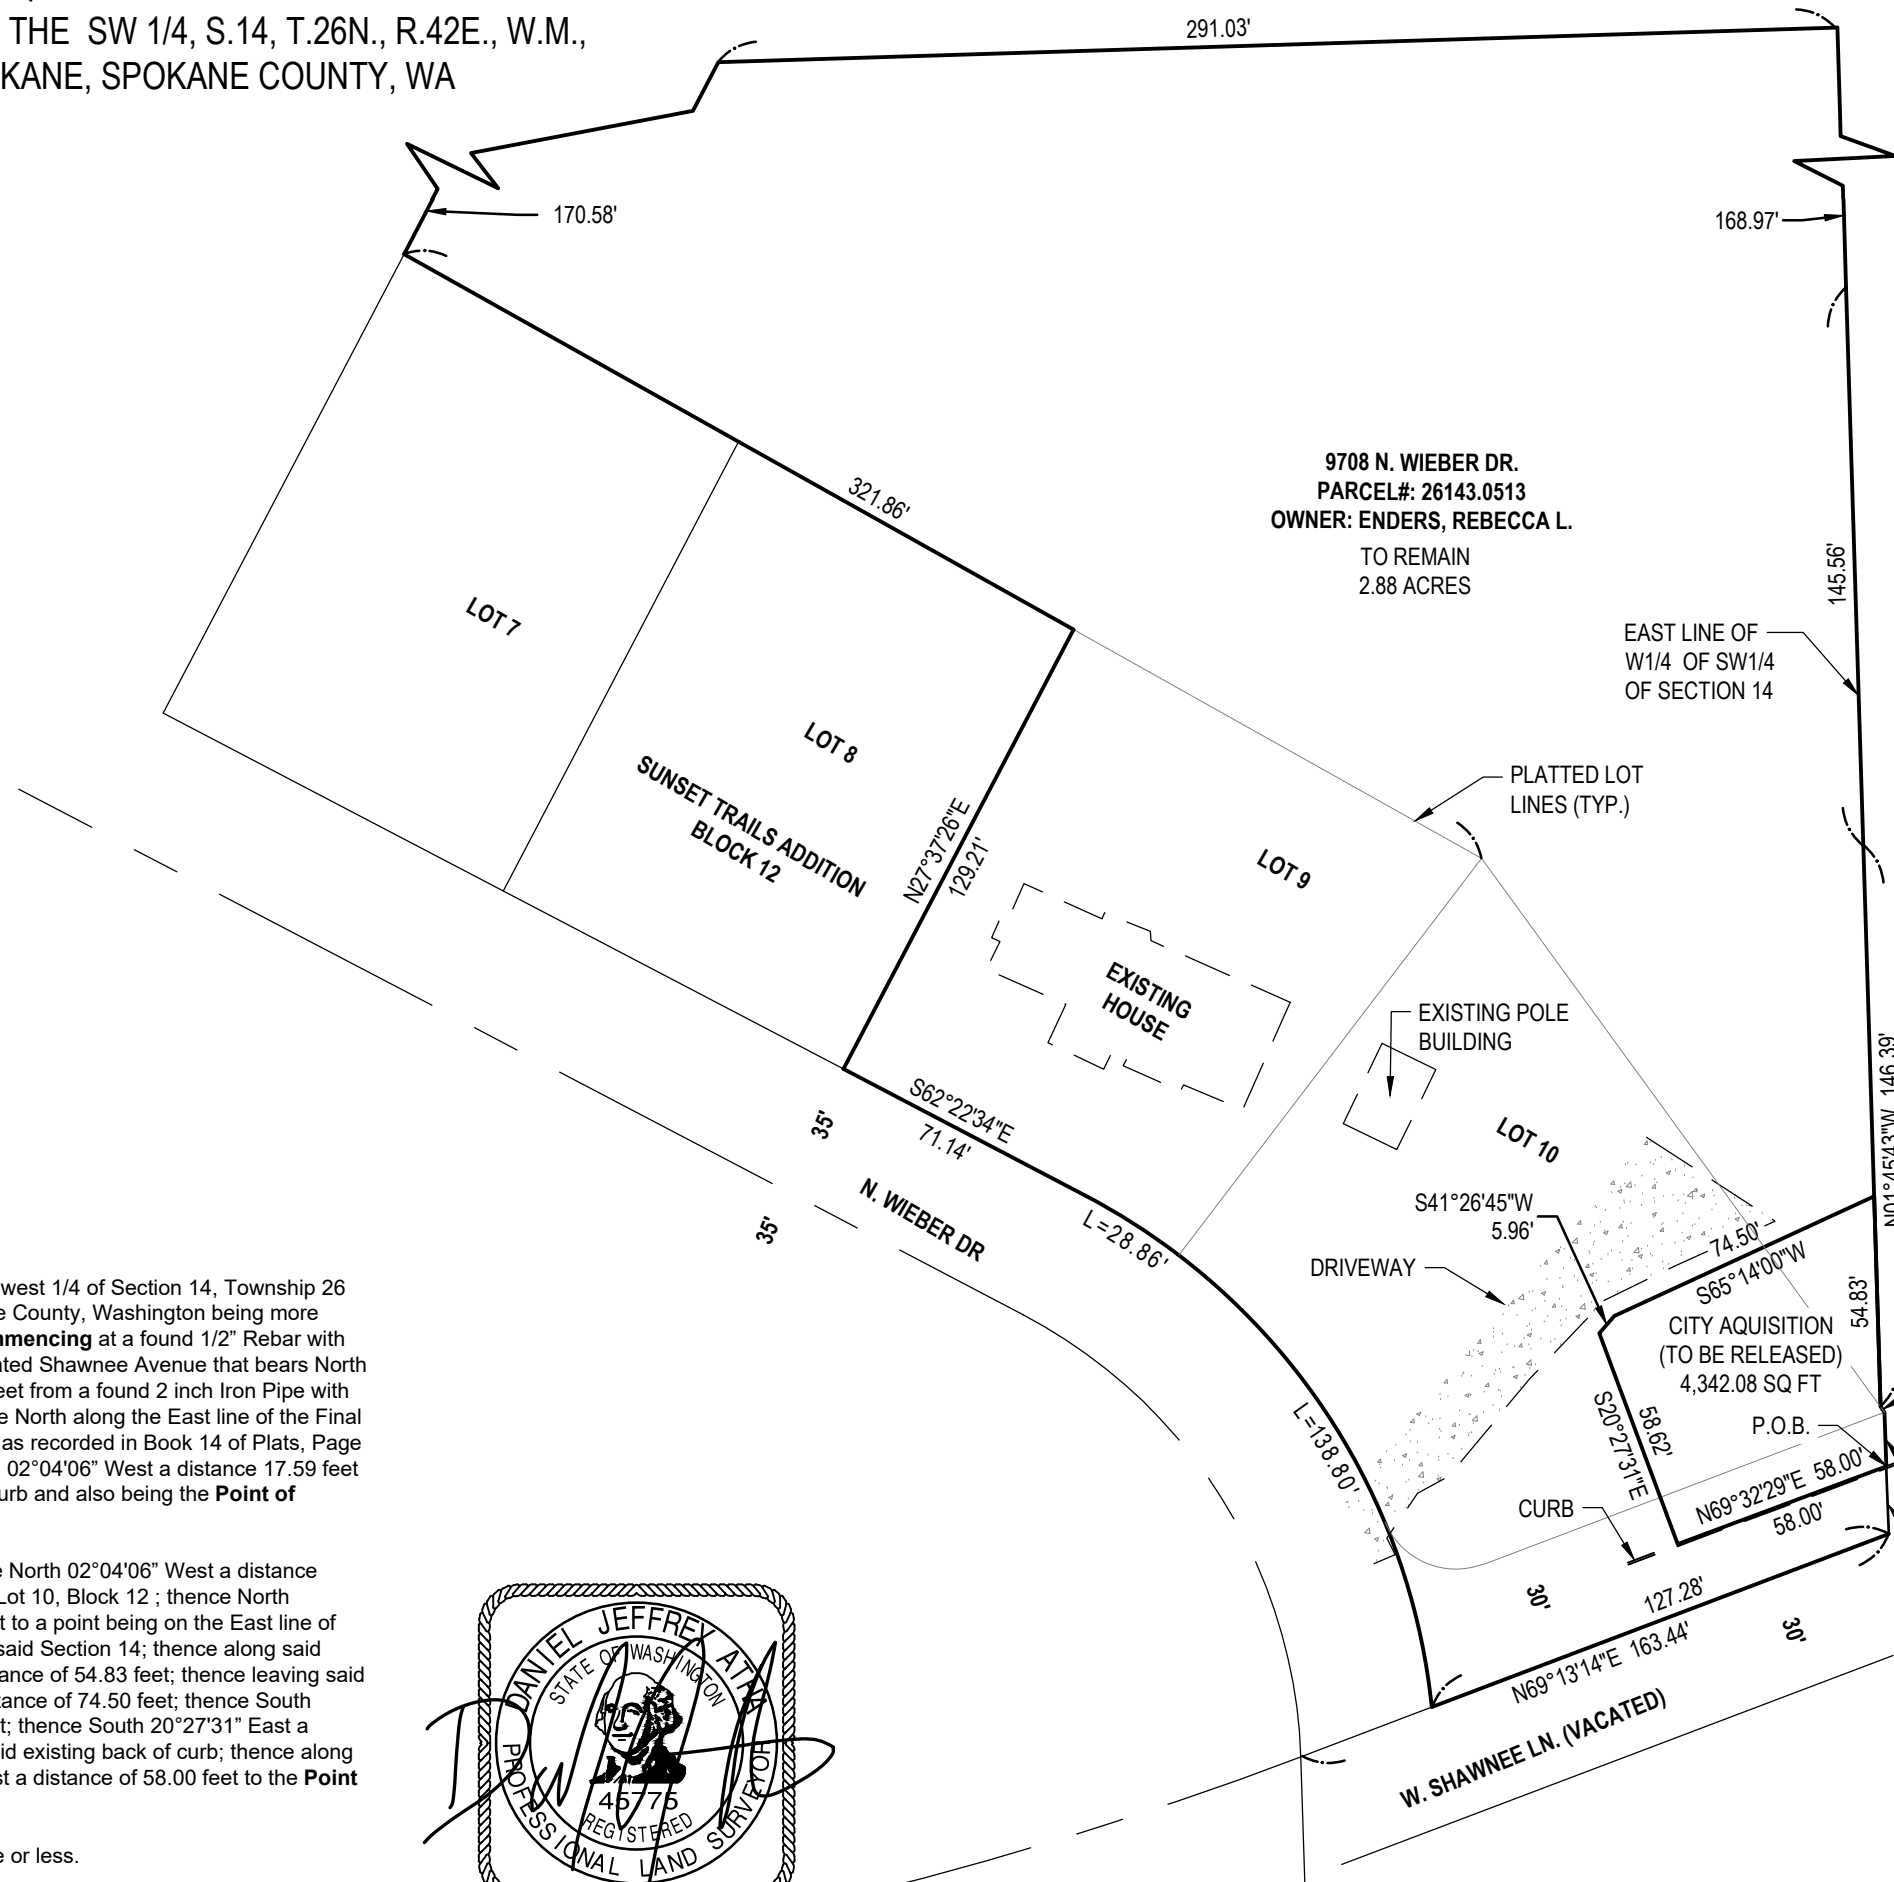 THE SW 1/4, S.14, T.26N., R.42E., W.M.,
KANE, SPOKANE COUNTY, WA
291.03'
170.58'
168.97'
321.86'
9708 N. WIEBER DR.
PARCEL#: 26143.0513
OWNER: ENDERS, REBECCA L.
TO REMAIN
2.88 ACRES
145.56'
EAST LINE OF
W1/4 OF SW1/4
OF SECTION 14
LOT 7
LOT 8
SUNSET TRAILS ADDITION
BLOCK 12
N27°37'26"E
129.21'
PLATTED LOT
LINES (TYP.)
LOT 9
EXISTING
HOUSE
EXISTING POLE
BUILDING
LOT 10
N01°45'43"W 146.39'
S62°22'34"E
71.14'
35'
35'
N. WIEBER DR
L=28.86'
S41°26'45"W
5.96'
74.50'
S65°14'00"W
DRIVEWAY
54.83'
CITY AQUISITION
(TO BE RELEASED)
4,342.08 SQ FT
P.O.B.
58.62'
S20°27'31"E
L=138.80'
N69°32'29"E 58.00'
58.00'
CURB
30'
127.28'
N69°13'14"E 163.44'
30'
W. SHAWNEE LN. (VACATED)
west 1/4 of Section 14, Township 26
e County, Washington being more
mmencing at a found 1/2” Rebar with
ated Shawnee Avenue that bears North
eet from a found 2 inch Iron Pipe with
e North along the East line of the Final
as recorded in Book 14 of Plats, Page
02°04'06” West a distance 17.59 feet
urb and also being the Point of
e North 02°04'06” West a distance
Lot 10, Block 12 ; thence North
t to a point being on the East line of
said Section 14; thence along said
tance of 54.83 feet; thence leaving said
tance of 74.50 feet; thence South
t; thence South 20°27'31” East a
id existing back of curb; thence along
st a distance of 58.00 feet to the Point
e or less.
DANIEL JEFFREY
STATE OF WASHINGTON
45775
REGISTERED
PROFESSIONAL LAND SURVEYOR